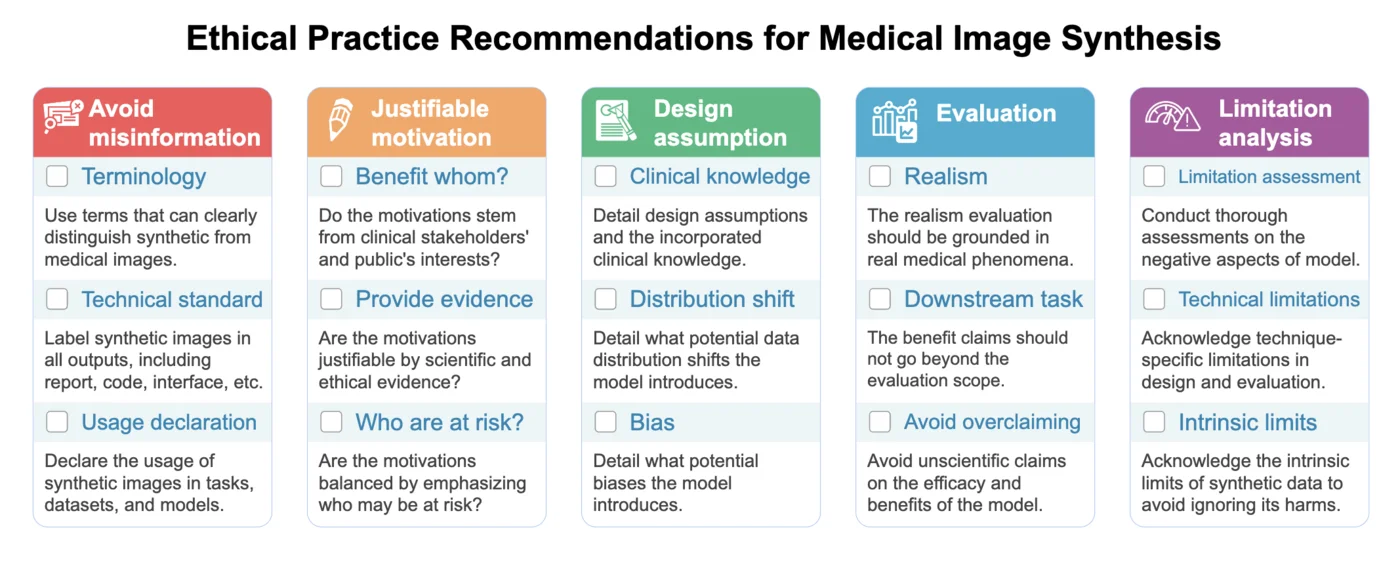 Ethical Practice Recommendations for Medical Image Synthesis
Avoid
misinformation
Terminology
Use terms that can clearly
distinguish synthetic from
medical images.
Technical standard
Label synthetic images in
all outputs, including
report, code, interface, etc.
Usage declaration
Declare the usage of
synthetic images in tasks,
datasets, and models.
Justifiable
motivation
Benefit whom?
Do the motivations stem
from clinical stakeholders'
and public's interests?
Provide evidence
Are the motivations
justifiable by scientific and
ethical evidence?
Who are at risk?
Are the motivations
balanced by emphasizing
who may be at risk?
Design
assumption
Clinical knowledge
Detail design assumptions
and the incorporated
clinical knowledge.
Distribution shift
Detail what potential data
distribution shifts the
model introduces.
Bias
Detail what potential
biases the model
introduces.
Evaluation
Realism
The realism evaluation
should be grounded in
real medical phenomena.
Downstream task
The benefit claims should
not go beyond the
evaluation scope.
Avoid overclaiming
Avoid unscientific claims
on the efficacy and
benefits of the model.
Limitation
analysis
Limitation assessment
Conduct thorough
assessments on the
negative aspects of model.
Technical limitations
Acknowledge technique-
specific limitations in
design and evaluation.
Intrinsic limits
Acknowledge the intrinsic
limits of synthetic data to
avoid ignoring its harms.